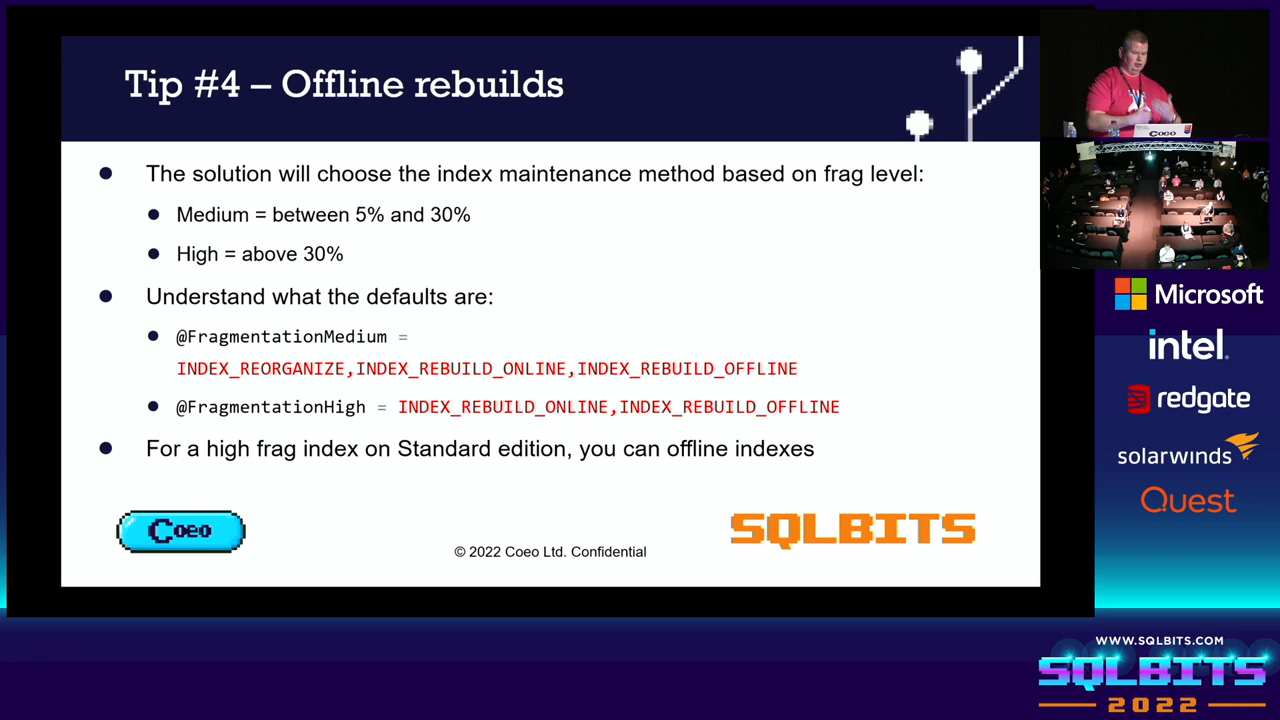 Tip #4 – Offline rebuilds
The solution will choose the index maintenance method based on frag level:
Medium = between 5% and 30%
High = above 30%
Understand what the defaults are:
@FragmentationMedium =
INDEX_REORGANIZE,INDEX_REBUILD_ONLINE,INDEX_REBUILD_OFFLINE
@FragmentationHigh = INDEX_REBUILD_ONLINE,INDEX_REBUILD_OFFLINE
For a high frag index on Standard edition, you can offline indexes
Coeo
© 2022 Coeo Ltd. Confidential
SQLBITS
Coeo
Microsoft
intel.
redgate
solarwinds
Quest
WWW.SQLBITS.COM
SQLBITS
2022